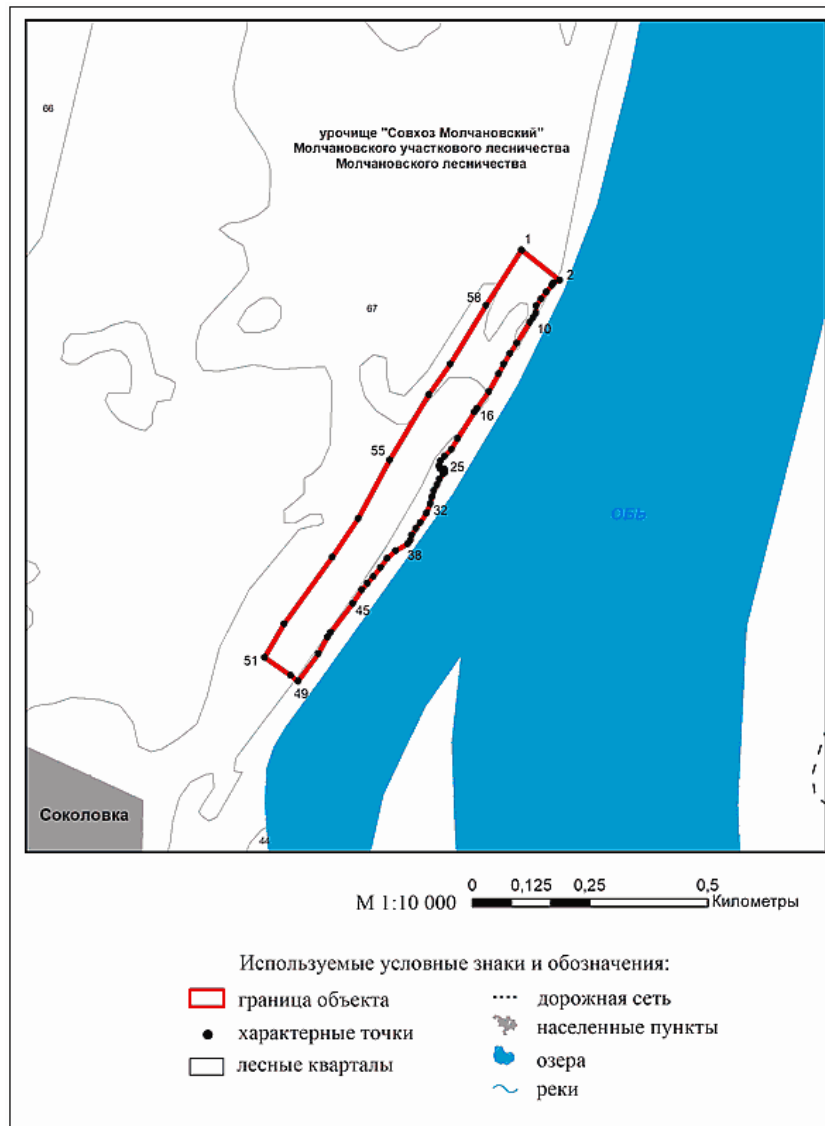 66
урочище "Совхоз Молчановский"
Молчановского участкового лесничества
Молчановского лесничества
1
2
58
67
10
16
55
25
32
ОБЬ
38
45
51
49
Соколовка
44
0 0,125 0,25 0,5
М 1:10 000 Километры
Используемые условные знаки и обозначения:
граница объекта
характерные точки
лесные кварталы
дорожная сеть
населенные пункты
озера
реки